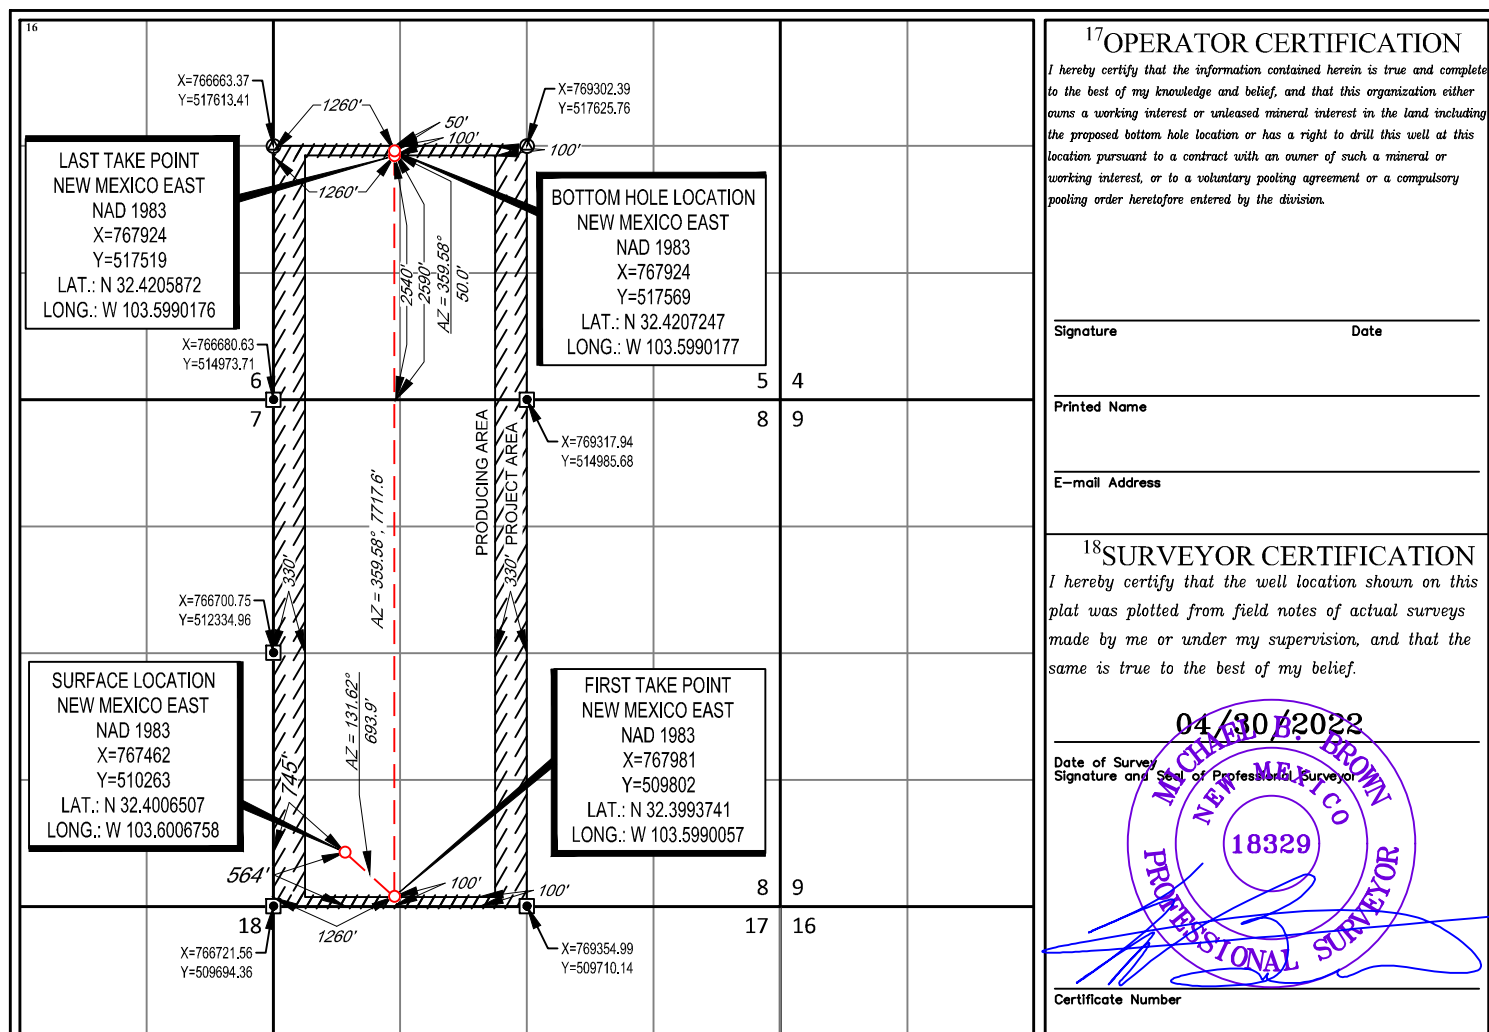 16
X=766663.37
Y=517613.41
1260'
50'
100'
100'
X=769302.39
Y=517625.76
LAST TAKE POINT
NEW MEXICO EAST
NAD 1983
X=767924
Y=517519
LAT.: N 32.4205872
LONG.: W 103.5990176
1260'
BOTTOM HOLE LOCATION
NEW MEXICO EAST
NAD 1983
X=767924
Y=517569
LAT.: N 32.4207247
LONG.: W 103.5990177
2540'
2590'
AZ = 359.58°
50.0'
X=766680.63
Y=514973.71
6
5
4
7
8
9
X=769317.94
Y=514985.68
PRODUCING AREA
PROJECT AREA
AZ = 359.58°, 7717.6'
330'
330'
X=766700.75
Y=512334.96
SURFACE LOCATION
NEW MEXICO EAST
NAD 1983
X=767462
Y=510263
LAT.: N 32.4006507
LONG.: W 103.6006758
AZ = 131.62°
693.9'
FIRST TAKE POINT
NEW MEXICO EAST
NAD 1983
X=767981
Y=509802
LAT.: N 32.3993741
LONG.: W 103.5990057
745'
564'
100'
100'
8
9
18
1260'
17
16
X=766721.56
Y=509694.36
X=769354.99
Y=509710.14
17OPERATOR CERTIFICATION
I hereby certify that the information contained herein is true and complete
to the best of my knowledge and belief, and that this organization either
owns a working interest or unleased mineral interest in the land including
the proposed bottom hole location or has a right to drill this well at this
location pursuant to a contract with an owner of such a mineral or
working interest, or to a voluntary pooling agreement or a compulsory
pooling order heretofore entered by the division.
Signature Date
Printed Name
E-mail Address
18SURVEYOR CERTIFICATION
I hereby certify that the well location shown on this
plat was plotted from field notes of actual surveys
made by me or under my supervision, and that the
same is true to the best of my belief.
04/30/2022
Date of Survey
Signature and Seal of Professional Surveyor
MICHAEL B. BROWN
NEW MEXICO
18329
PROFESSIONAL SURVEYOR
Certificate Number